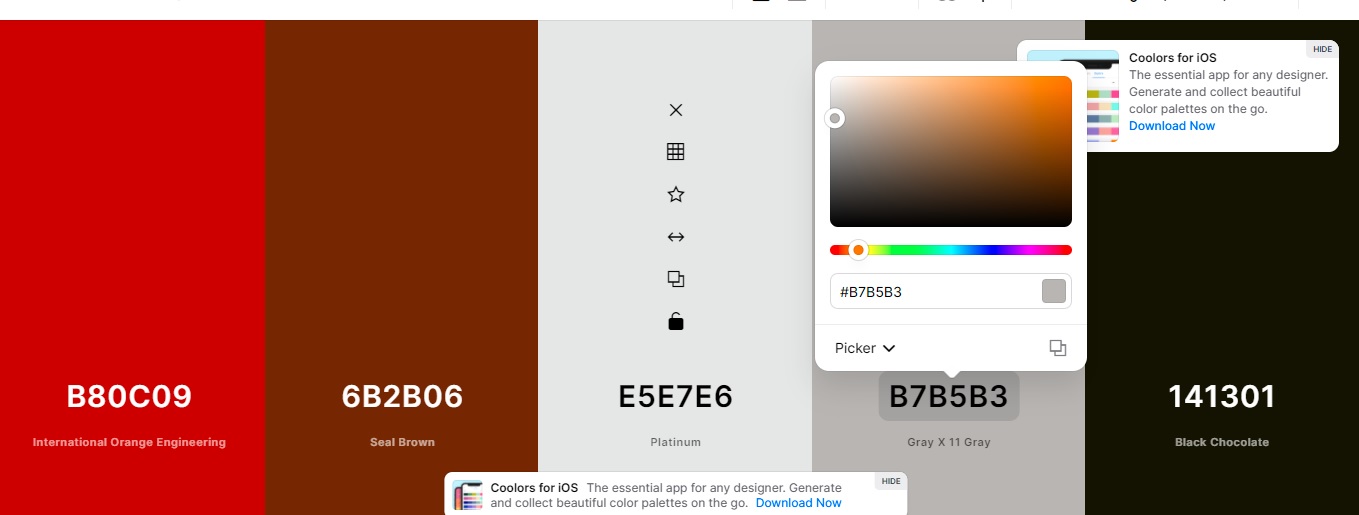 HIDE
Coolors for iOS
The essential app for any designer.
Generate and collect beautiful
color palettes on the go.
Download Now
#B7B5B3
Picker
B80C09
6B2B06
E5E7E6
B7B5B3
141301
International Orange Engineering
Seal Brown
Platinum
Gray X 11 Gray
Black Chocolate
HIDE
Coolors for iOS The essential app for any designer. Generate
and collect beautiful color palettes on the go. Download Now